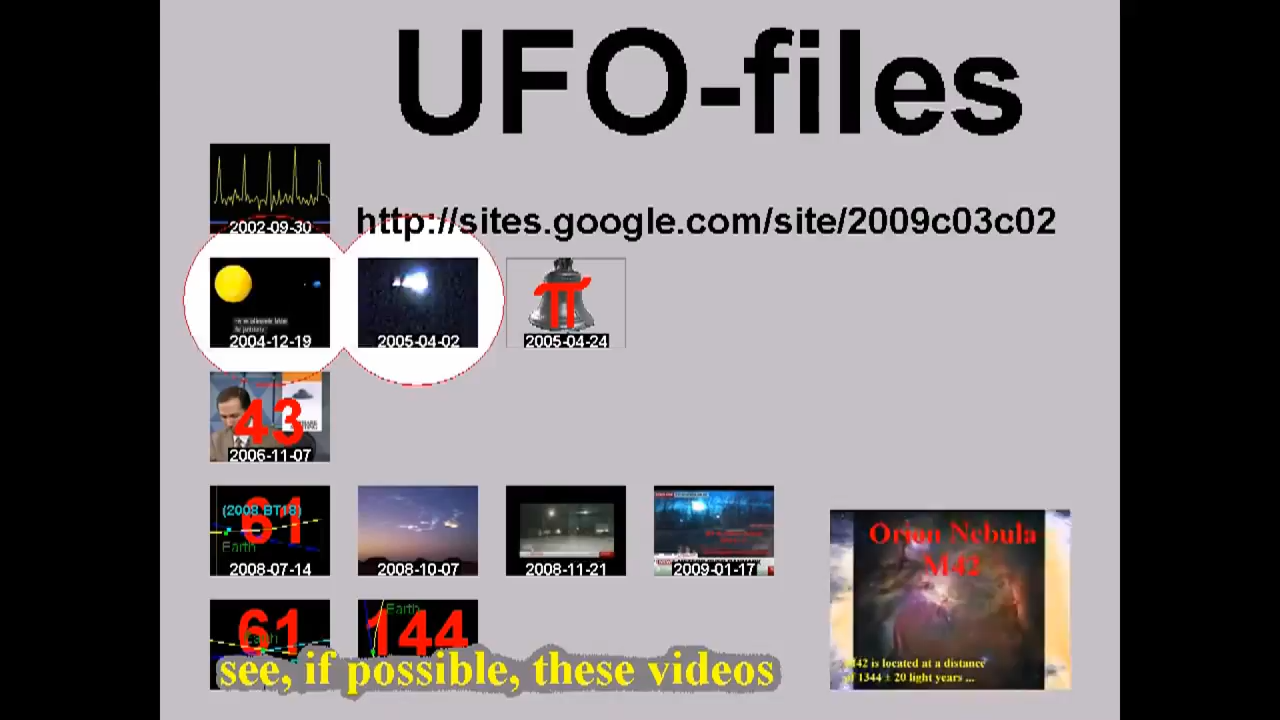 UFO-files
http://sites.google.com/site/2009c03c02
2002-09-30
2004-12-19
2005-04-02
π
2005-04-24
43
2006-11-07
61
(2008 BT18)
Earth
2008-07-14
2008-10-07
2008-11-21
2009-01-17
61
Earth
144
Earth
Orion Nebula
M42
M42 is located at a distance
of 1344 ± 20 light years ...
see, if possible, these videos